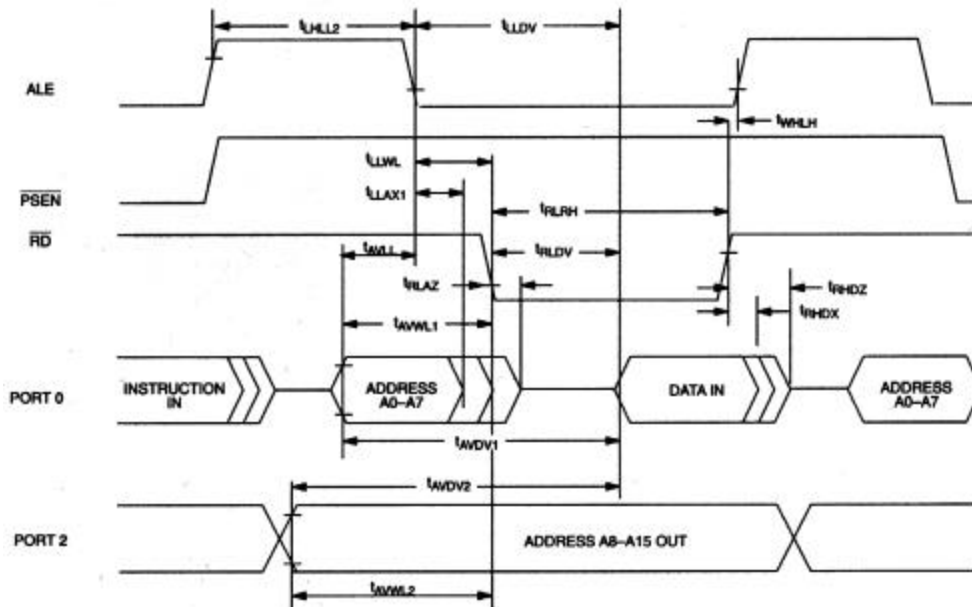 tLHLL2 tLLDV
ALE
tWHLH
tLLWL
PSEN
tLLAX1
tRLRH
RD
tAVLL tRLDV
tRLAZ tRHDZ
tAVWL1 tRHDX
PORT 0
INSTRUCTION
IN
ADDRESS
A0–A7
DATA IN
ADDRESS
A0–A7
tAVDV1
tAVDV2
PORT 2
ADDRESS A8–A15 OUT
tAVWL2